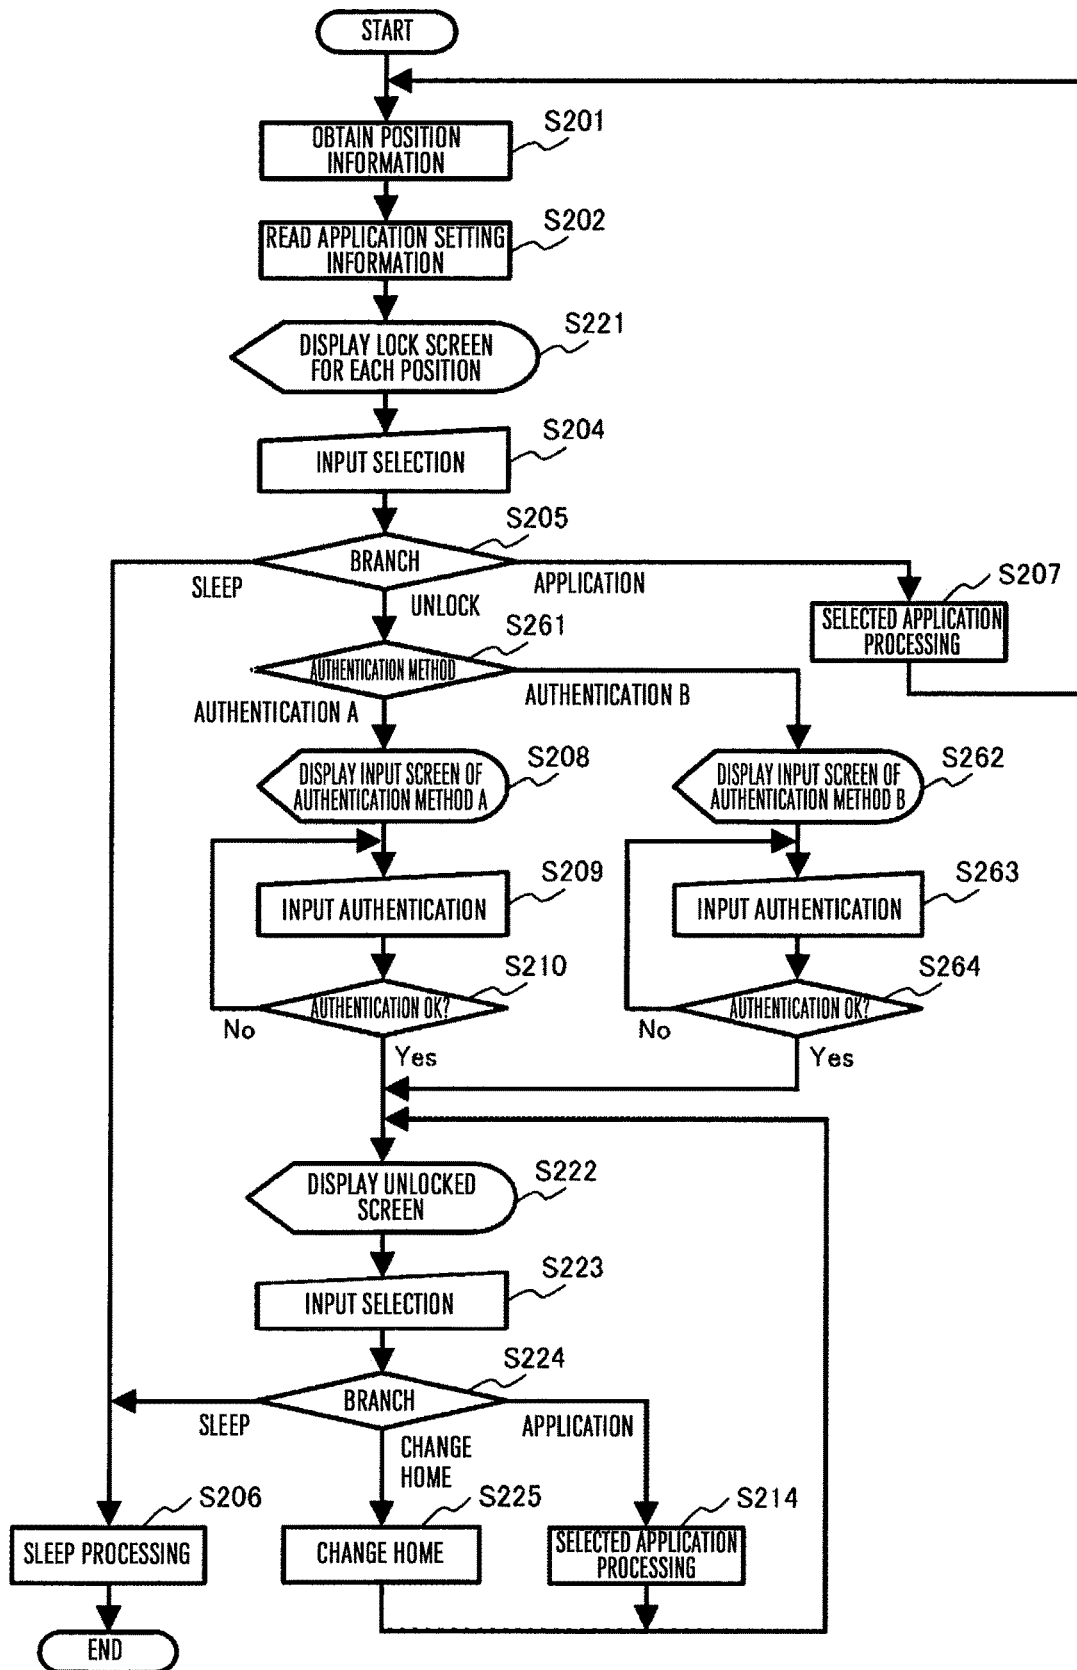 START
S201
OBTAIN POSITION
INFORMATION
S202
READ APPLICATION SETTING
INFORMATION
S221
DISPLAY LOCK SCREEN
FOR EACH POSITION
S204
INPUT SELECTION
S205
BRANCH
SLEEP
UNLOCK
APPLICATION
S207
SELECTED APPLICATION
PROCESSING
S261
AUTHENTICATION METHOD
AUTHENTICATION A
AUTHENTICATION B
S208
DISPLAY INPUT SCREEN OF
AUTHENTICATION METHOD A
S262
DISPLAY INPUT SCREEN OF
AUTHENTICATION METHOD B
S209
INPUT AUTHENTICATION
S263
INPUT AUTHENTICATION
S210
AUTHENTICATION OK?
No
Yes
S264
AUTHENTICATION OK?
No
Yes
S222
DISPLAY UNLOCKED
SCREEN
S223
INPUT SELECTION
S224
BRANCH
SLEEP
CHANGE
HOME
APPLICATION
S206
SLEEP PROCESSING
S225
CHANGE HOME
S214
SELECTED APPLICATION
PROCESSING
END